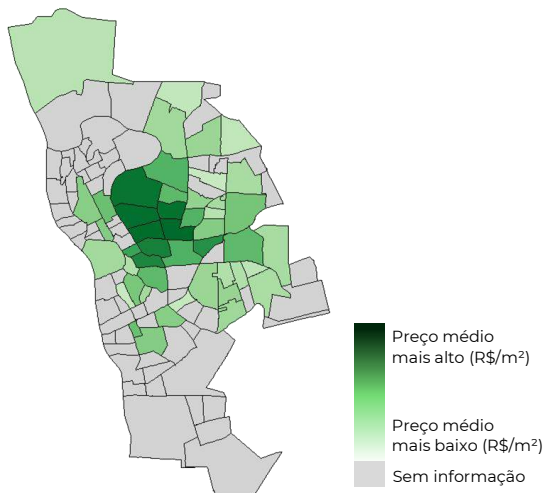 Preço médio
mais alto (R$/m²)
Preço médio
mais baixo (R$/m²)
Sem informação